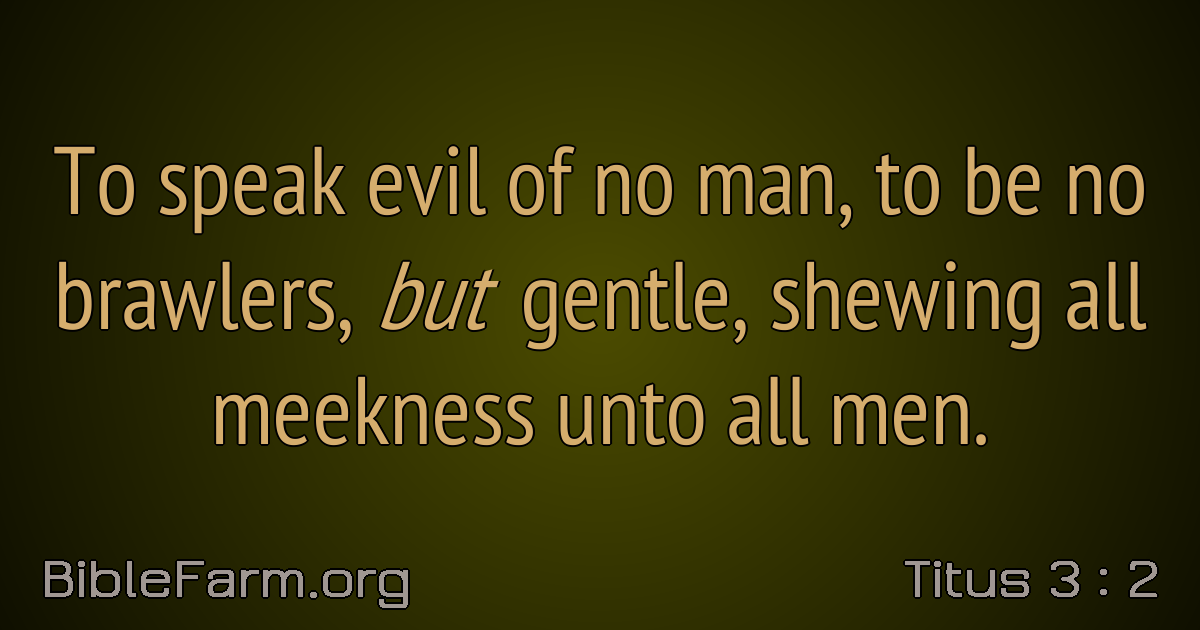 To speak evil of no man, to be no
brawlers, but gentle, shewing all
meekness unto all men.
BibleFarm.org
Titus 3 : 2